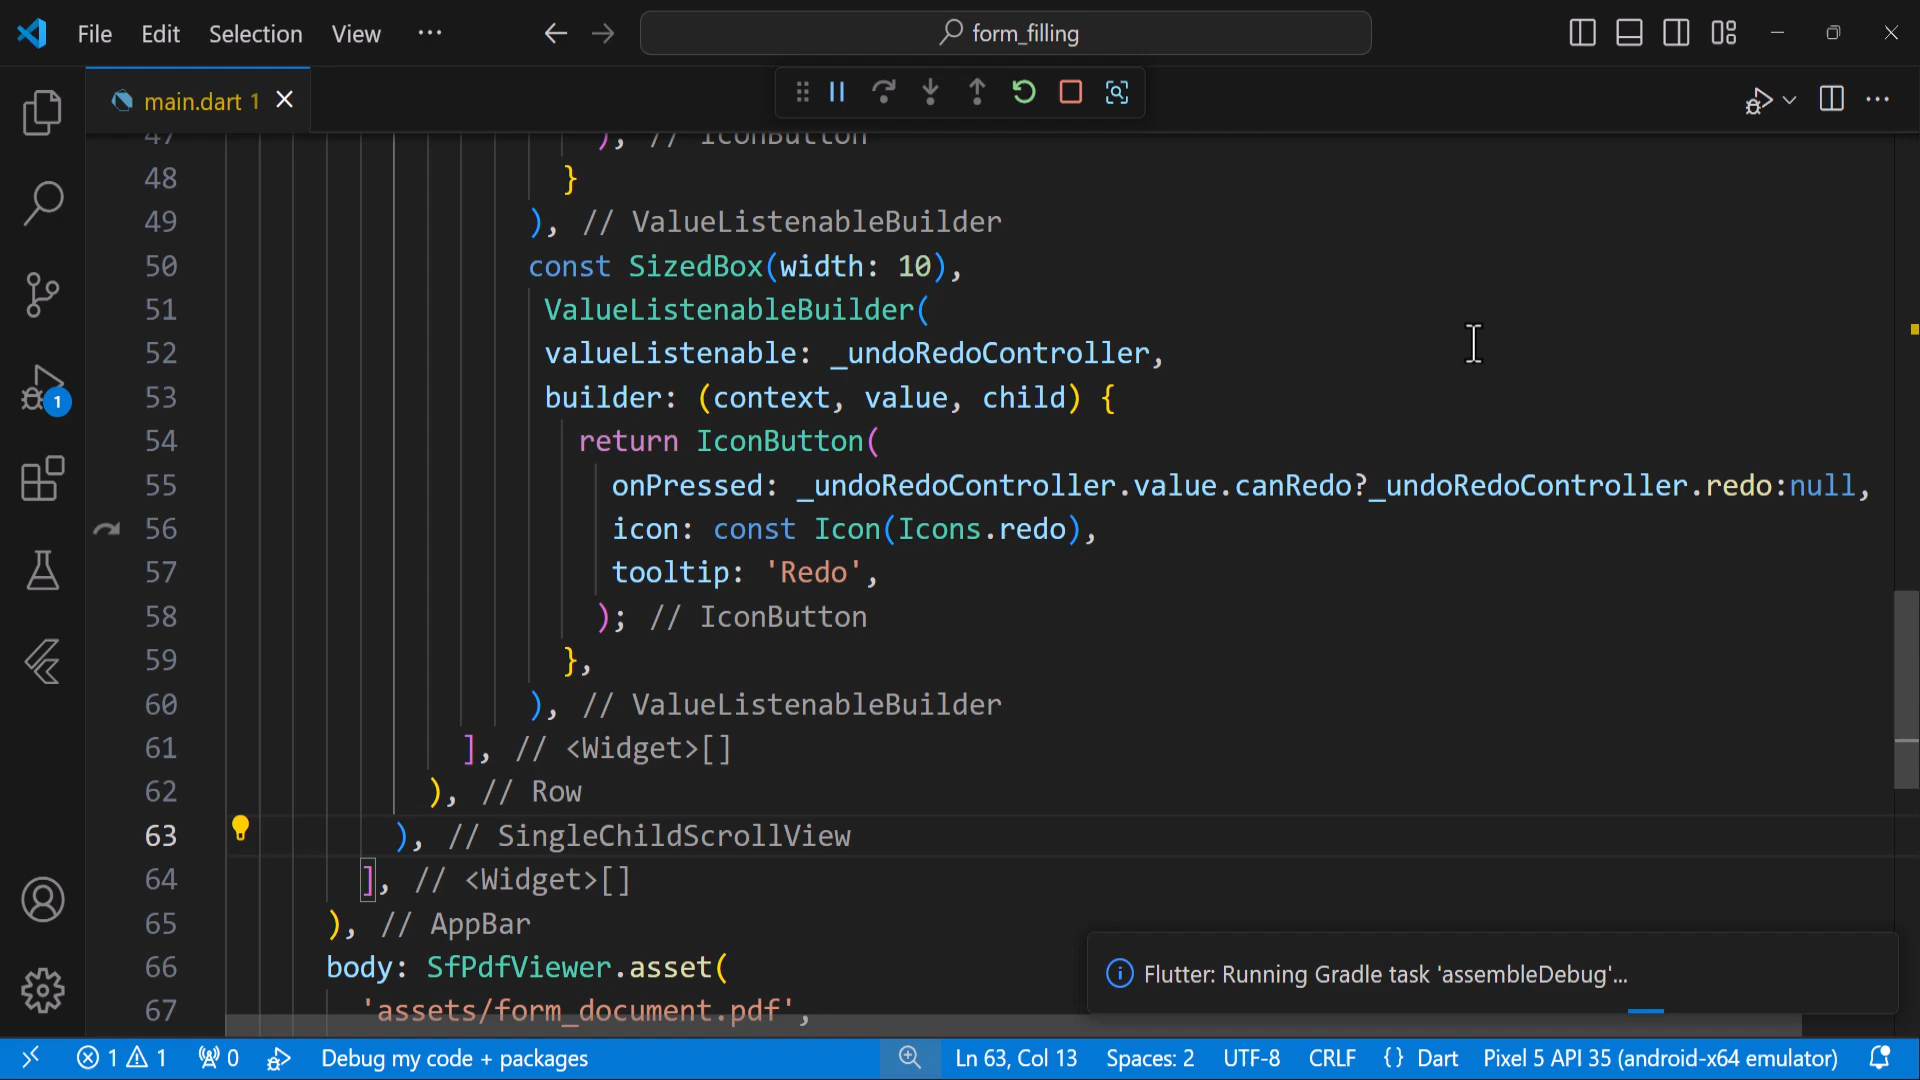 File Edit Selection View ···
form_filling
main.dart 1
47 ); // IconButton
48 }
49 ), // ValueListenableBuilder
50 const SizedBox(width: 10),
51 ValueListenableBuilder(
52 valueListenable: _undoRedoController,
53 builder: (context, value, child) {
54 return IconButton(
55 onPressed: _undoRedoController.value.canRedo?_undoRedoController.redo:null,
56 icon: const Icon(Icons.redo),
57 tooltip: 'Redo',
58 ); // IconButton
59 },
60 ), // ValueListenableBuilder
61 ], // <Widget>[]
62 ), // Row
63 ), // SingleChildScrollView
64 ], // <Widget>[]
65 ), // AppBar
66 body: SfPdfViewer.asset(
67 'assets/form_document.pdf',
1
Flutter: Running Gradle task 'assembleDebug'...
1 1 0 Debug my code + packages Ln 63, Col 13 Spaces: 2 UTF-8 CRLF {} Dart Pixel 5 API 35 (android-x64 emulator)